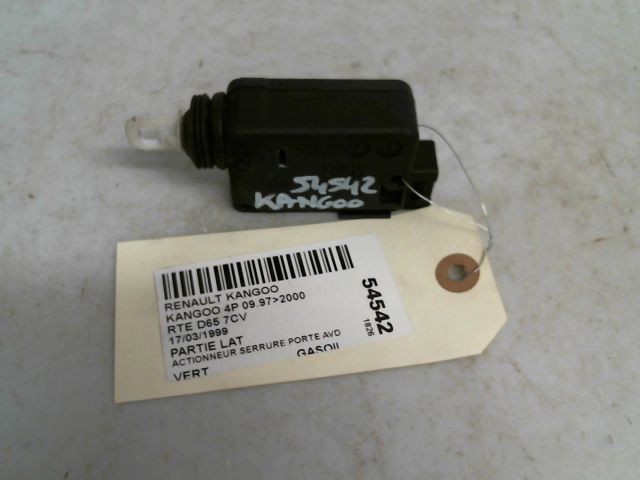 54542
KANGOO
RENAULT KANGOO
KANGOO 4P 09.97>2000
RTE D65 7CV
17/03/1999
PARTIE LAT
ACTIONNEUR SERRURE PORTE AVD
GASOIL
VERT
54542
1826